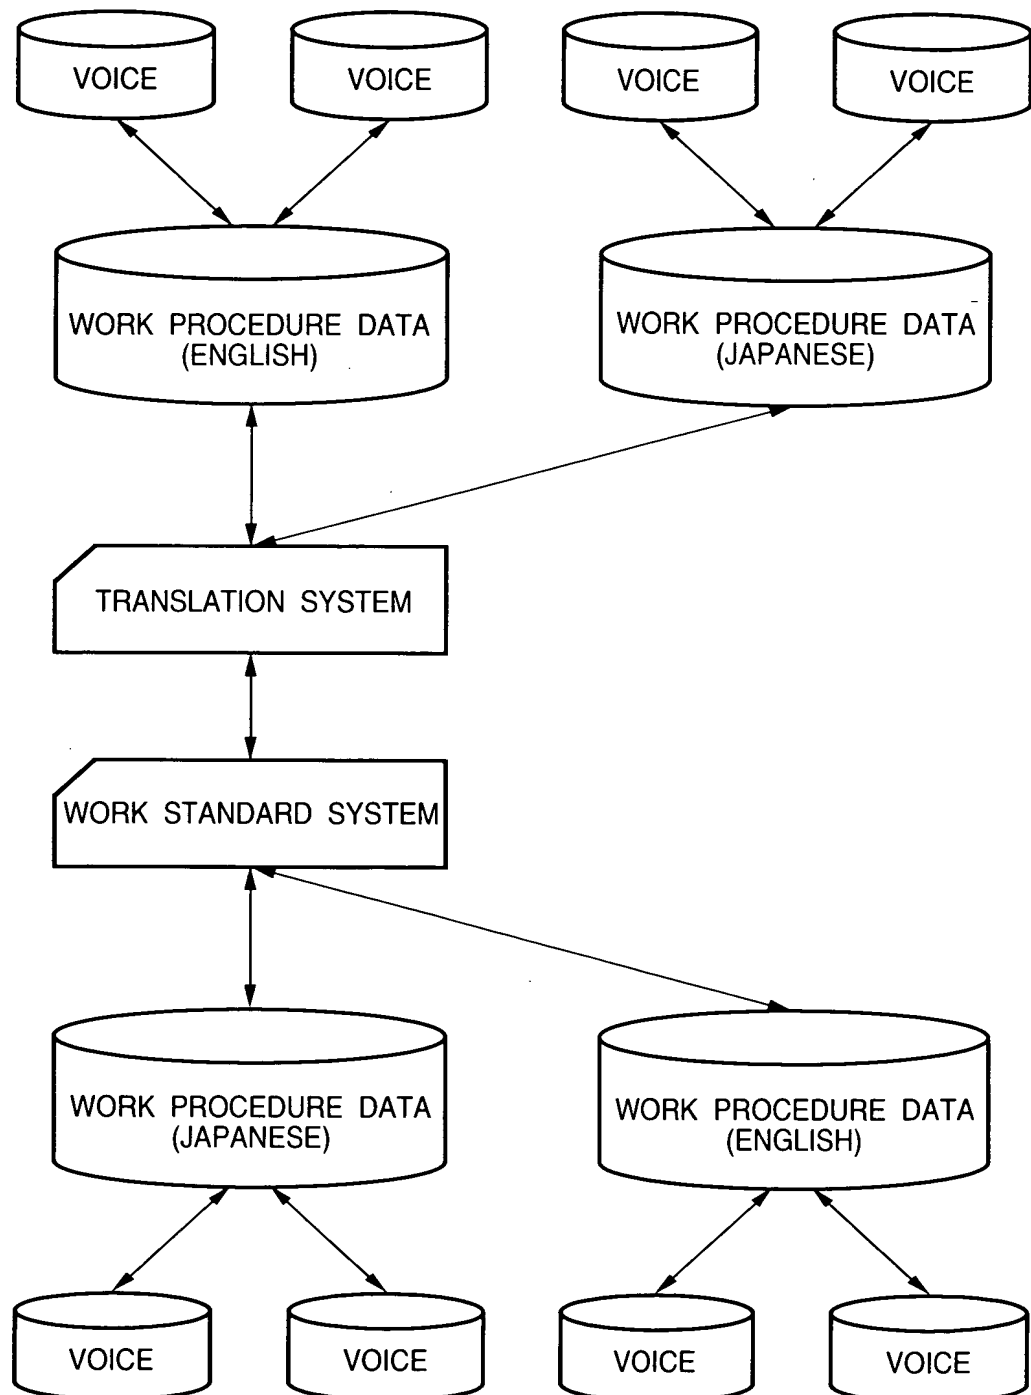 VOICE
VOICE
VOICE
VOICE
WORK PROCEDURE DATA
(ENGLISH)
WORK PROCEDURE DATA
(JAPANESE)
TRANSLATION SYSTEM
WORK STANDARD SYSTEM
WORK PROCEDURE DATA
(JAPANESE)
WORK PROCEDURE DATA
(ENGLISH)
VOICE
VOICE
VOICE
VOICE